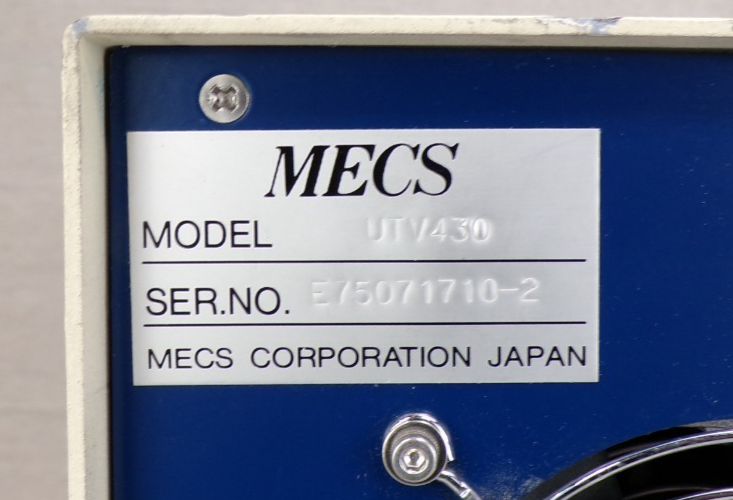 MECS
MODEL UTV430
SER.NO. E75071710-2
MECS CORPORATION JAPAN